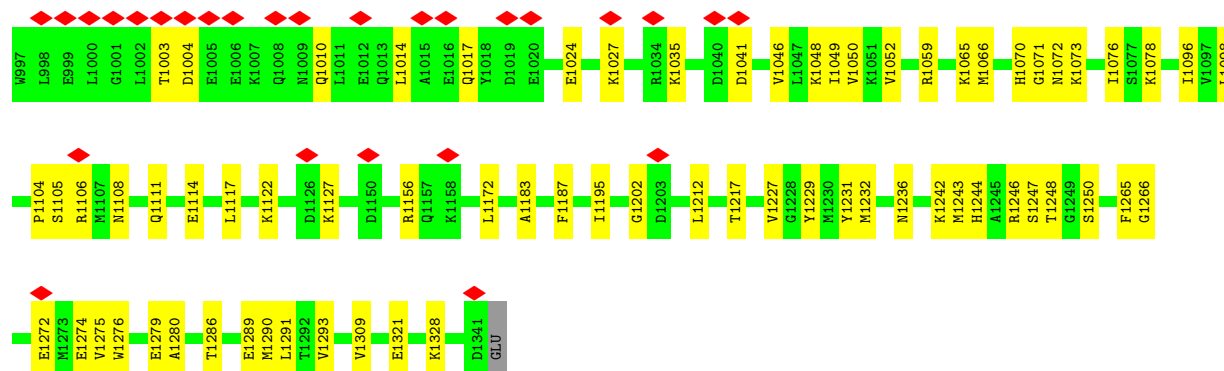 W997 L998 E999 L1000 G1001 L1002 T1003 D1004 E1005 E1006 K1007 Q1008 N1009 Q1010 L1011 E1012 Q1013 L1014 A1015 E1016 Q1017 Y1018 D1019 E1020 E1024 K1027 R1034 K1035 D1040 D1041 V1046 L1047 K1048 I1049 V1050 K1051 V1052 R1059 K1065 M1066 H1070 G1071 N1072 K1073 I1076 S1077 K1078 I1096 V1097
P1104 S1105 R1106 M1107 N1108 Q1111 E1114 L1117 K1122 D1126 K1127 D1150 R1156 Q1157 K1158 L1172 A1183 F1187 I1195 G1202 D1203 L1212 T1217 V1227 G1228 Y1229 M1230 Y1231 M1232 N1236 K1242 M1243 H1244 A1245 R1246 S1247 T1248 G1249 S1250 F1265 G1266
E1272 M1273 E1274 V1275 W1276 E1279 A1280 T1286 E1289 M1290 L1291 T1292 V1293 V1309 E1321 K1328 D1341 GLU